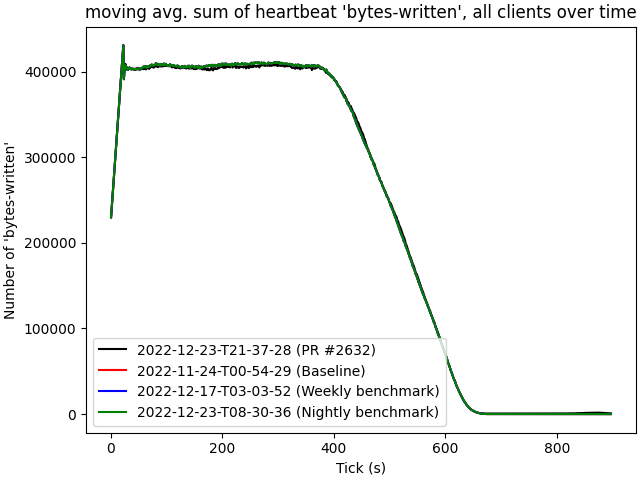 moving avg. sum of heartbeat 'bytes-written', all clients over time
Number of 'bytes-written'
400000
300000
200000
100000
0
2022-12-23-T21-37-28 (PR #2632)
2022-11-24-T00-54-29 (Baseline)
2022-12-17-T03-03-52 (Weekly benchmark)
2022-12-23-T08-30-36 (Nightly benchmark)
0 200 400 600 800
Tick (s)